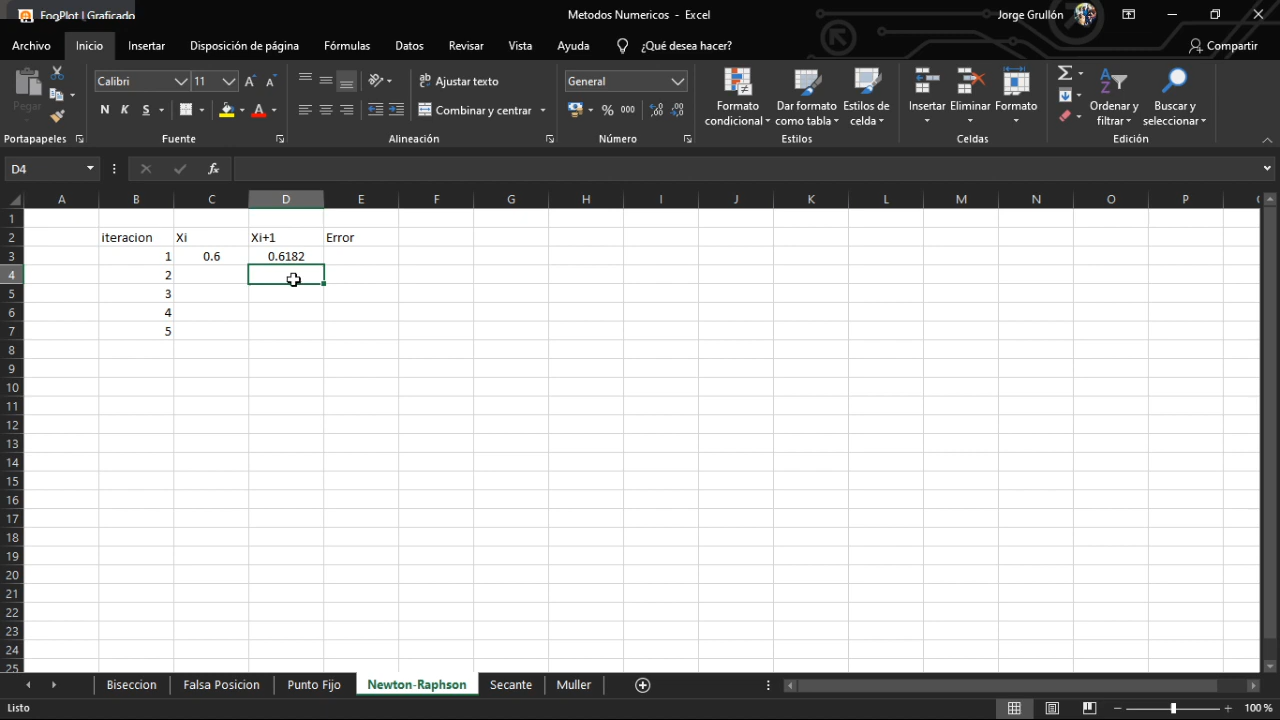 FooPlot | Graficado
Metodos Numericos - Excel
Jorge Grullón
Archivo Inicio Insertar Disposición de página Fórmulas Datos Revisar Vista Ayuda ¿Qué desea hacer? Compartir
Pegar
Calibri 11
N K S
Ajustar texto
Combinar y centrar
General
% 000
Formato condicional
Dar formato como tabla
Estilos de celda
Insertar Eliminar Formato
Ordenar y filtrar
Buscar y seleccionar
Portapapeles Fuente Alineación Número Estilos Celdas Edición
D4 fx
A B C D E F G H I J K L M N O P
1
2 iteracion Xi Xi+1 Error
3 1 0.6 0.6182
4 2
5 3
6 4
7 5
8
9
10
11
12
13
14
15
16
17
18
19
20
21
22
23
24
25
Biseccion Falsa Posicion Punto Fijo Newton-Raphson Secante Muller
Listo 100 %